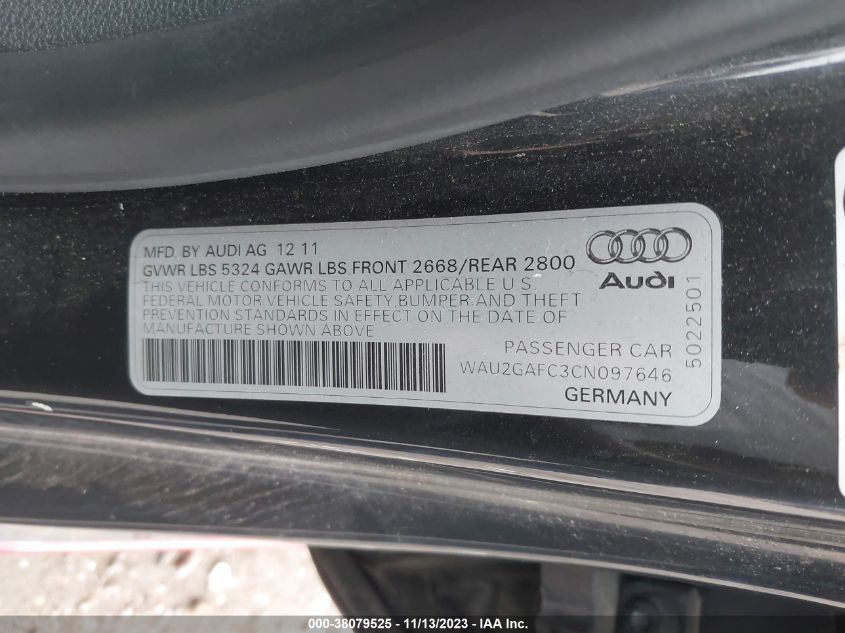 MFD. BY AUDI AG 12 11
GVWR LBS 5324 GAWR LBS FRONT 2668/REAR 2800
THIS VEHICLE CONFORMS TO ALL APPLICABLE U.S.
FEDERAL MOTOR VEHICLE SAFETY, BUMPER AND THEFT
PREVENTION STANDARDS IN EFFECT ON THE DATE OF
MANUFACTURE SHOWN ABOVE
Audi
PASSENGER CAR
WAU2GAFC3CN097646
GERMANY
5022501
000-38079525 - 11/13/2023 - IAA Inc.